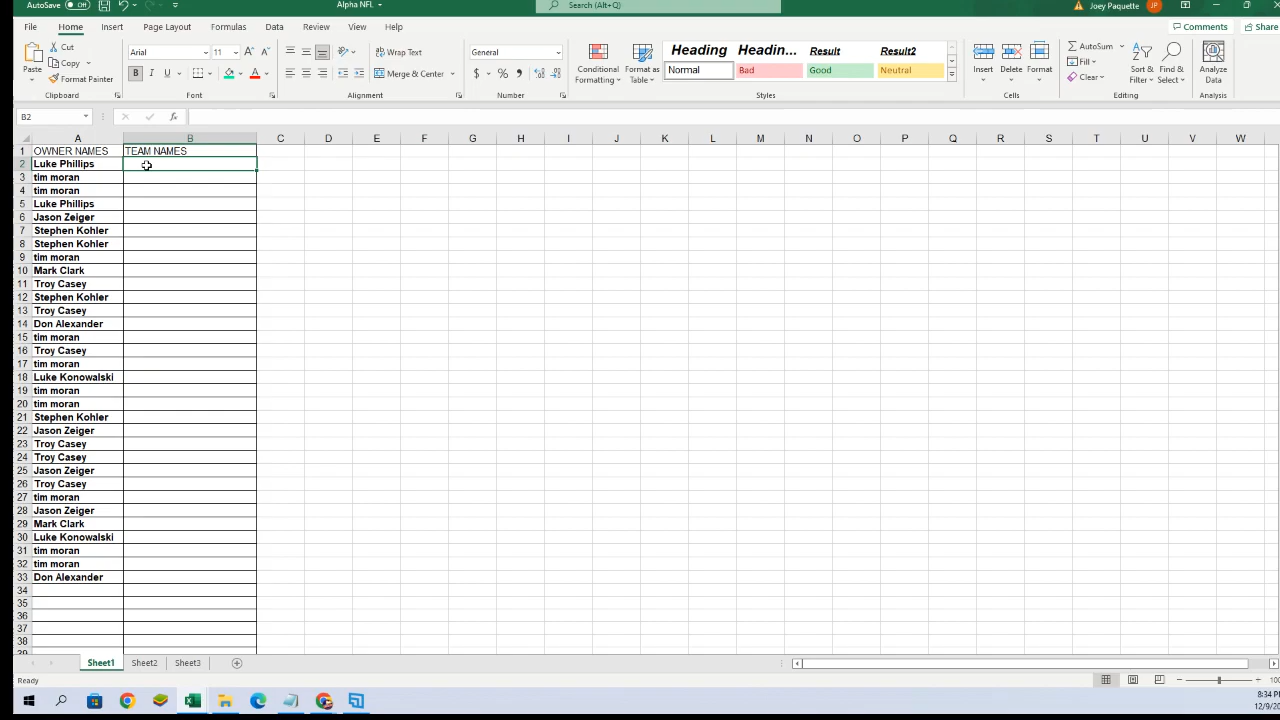 AutoSave Off Alpha NFL Search (Alt+Q) Joey Paquette JP
File Home Insert Page Layout Formulas Data Review View Help Comments Share
Cut
Copy
Format Painter
Paste
Clipboard
Arial 11
B I U
Font
Wrap Text
Merge & Center
Alignment
General
$ % 9
Number
Conditional Formatting
Format as Table
Heading Headin... Result Result2
Normal Bad Good Neutral
Styles
Insert Delete Format
Cells
AutoSum
Fill
Clear
Sort & Filter
Find & Select
Editing
Analyze Data
Analysis
B2 fx
A B C D E F G H I J K L M N O P Q R S T U V W
1 OWNER NAMES TEAM NAMES
2 Luke Phillips
3 tim moran
4 tim moran
5 Luke Phillips
6 Jason Zeiger
7 Stephen Kohler
8 Stephen Kohler
9 tim moran
10 Mark Clark
11 Troy Casey
12 Stephen Kohler
13 Troy Casey
14 Don Alexander
15 tim moran
16 Troy Casey
17 tim moran
18 Luke Konowalski
19 tim moran
20 tim moran
21 Stephen Kohler
22 Jason Zeiger
23 Troy Casey
24 Troy Casey
25 Jason Zeiger
26 Troy Casey
27 tim moran
28 Jason Zeiger
29 Mark Clark
30 Luke Konowalski
31 tim moran
32 tim moran
33 Don Alexander
34
35
36
37
38
39
Sheet1 Sheet2 Sheet3
Ready 100
8:34 PM
12/9/20